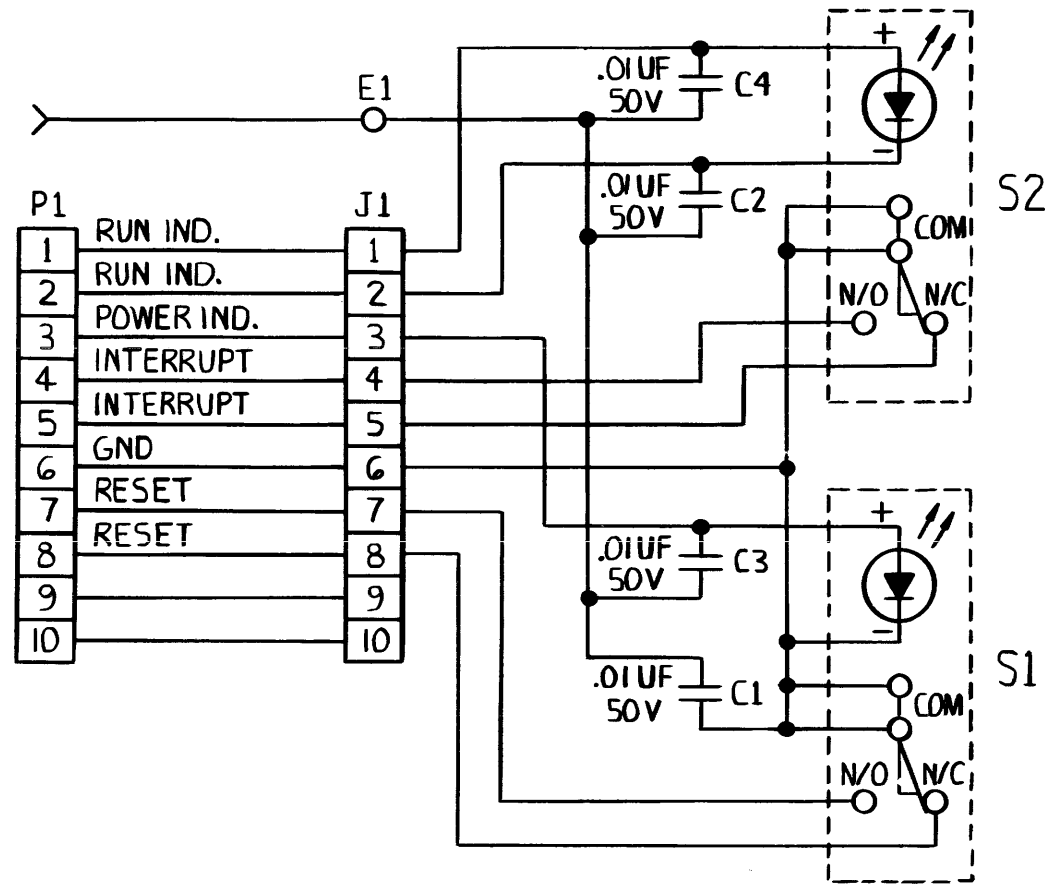 +
.01UF
50V
C4
E1
−
.01UF
50V
C2
S2
P1
J1
COM
1 RUN IND. 1
2 RUN IND. 2
N/O N/C
3 POWER IND. 3
4 INTERRUPT 4
5 INTERRUPT 5
6 GND 6
7 RESET 7
8 RESET 8
9 9
10 10
+
.01UF
50V
C3
−
S1
.01UF
50V
C1
COM
N/O N/C